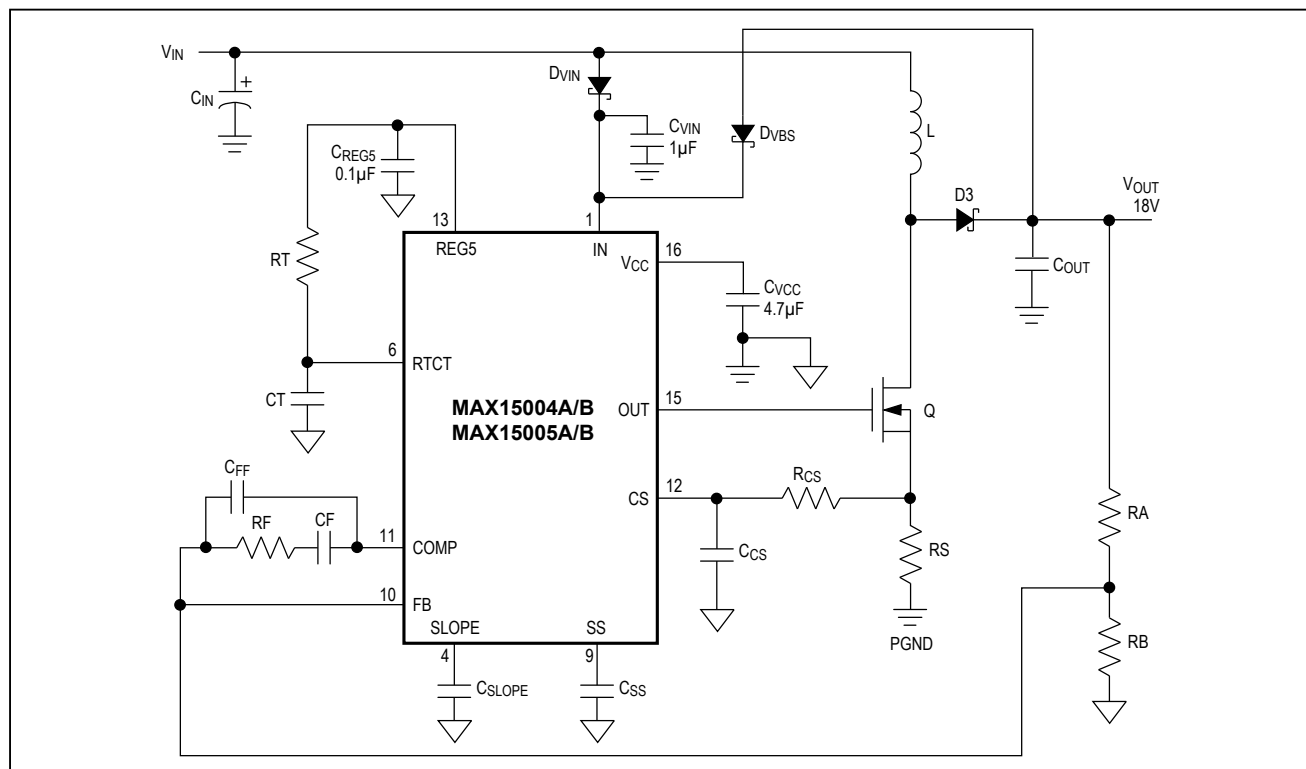 VIN
CIN
+
DVIN
CVIN
1µF
DVBS
L
CREG5
0.1µF
D3
VOUT
18V
COUT
13
REG5
1
IN
RT
VCC
16
CVCC
4.7µF
6
RTCT
CT
MAX15004A/B
MAX15005A/B
OUT
15
Q
CS
12
RCS
CCS
RS
PGND
RA
RB
CFF
RF
CF
11
COMP
10
FB
SLOPE
4
CSLOPE
SS
9
CSS